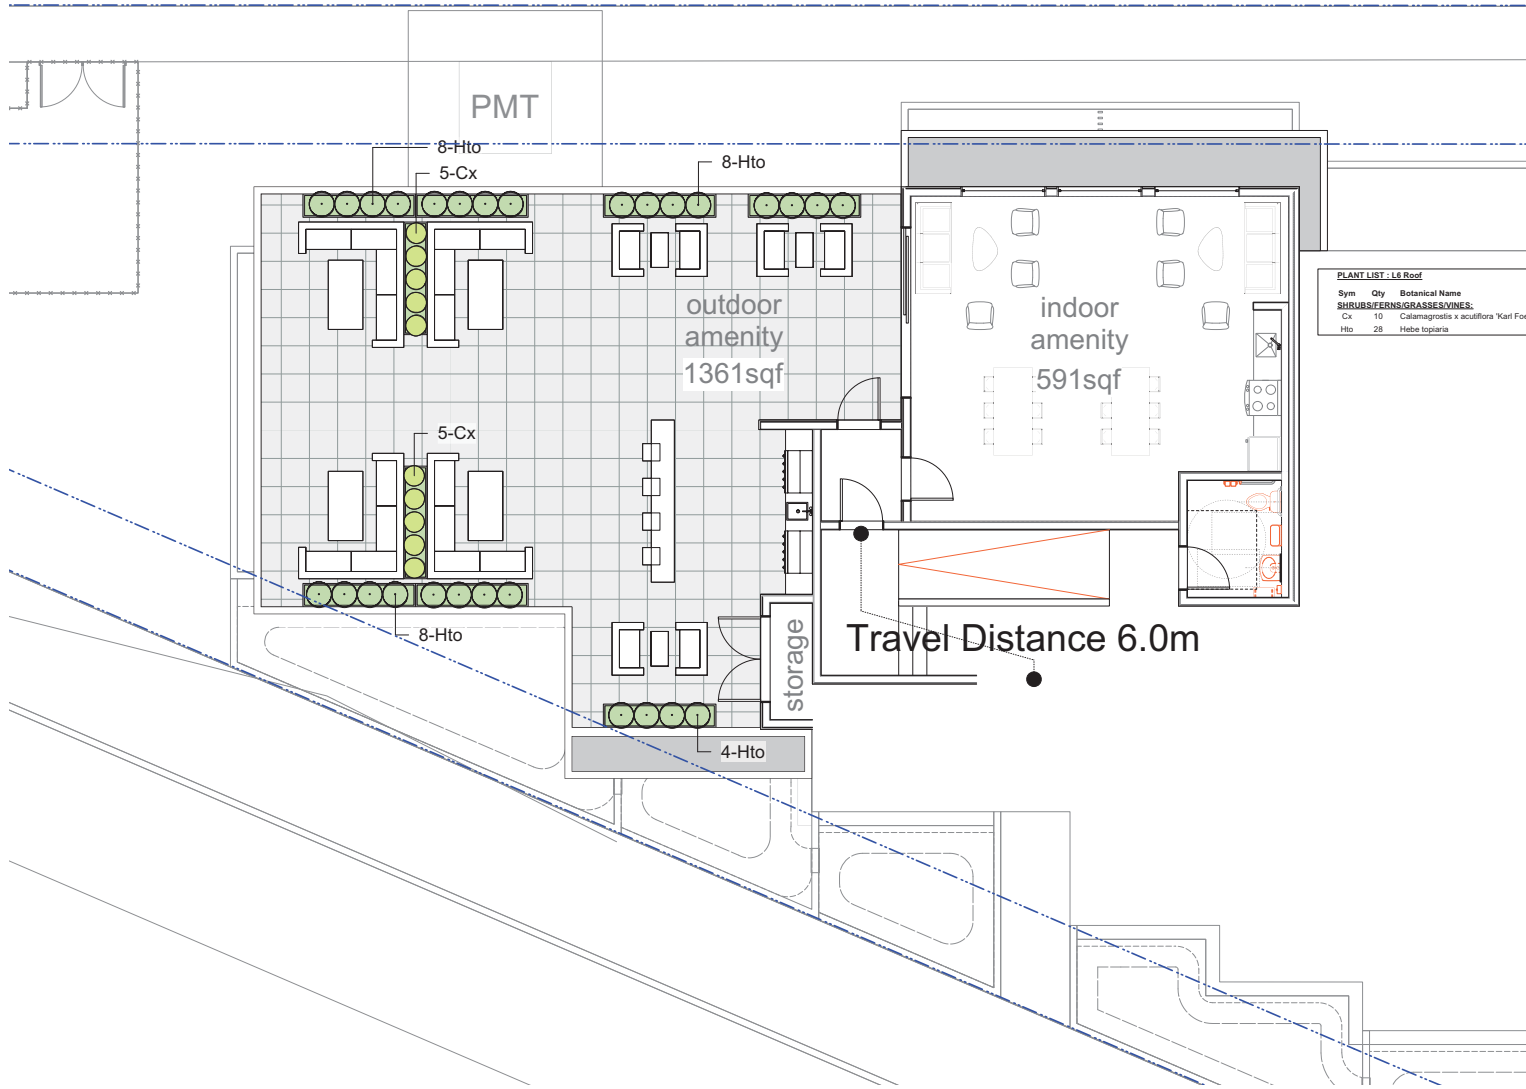 PMT
8-Hto
5-Cx
8-Hto
outdoor
amenity
1361sqf
indoor
amenity
591sqf
PLANT LIST : L6 Roof
Sym Qty Botanical Name
SHRUBS/FERNS/GRASSES/VINES:
Cx 10 Calamagrostis x acutiflora 'Karl Foe
Hto 28 Hebe topiaria
5-Cx
8-Hto
Travel Distance 6.0m
storage
4-Hto